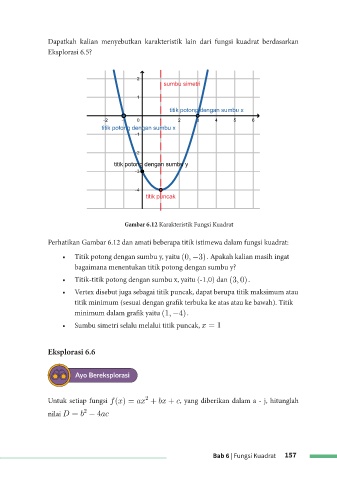 Dapatkah kalian menyebutkan karakteristik lain dari fungsi kuadrat berdasarkan
Eksplorasi 6.5?
2
sumbu simetri
1
titik potong dengan sumbu x
-2 0 2 3 4 5 6
titik potong dengan sumbu x
-1
-2
titik potong dengan sumbu y
-3
-4
titik puncak
Gambar 6.12 Karakteristik Fungsi Kuadrat
Perhatikan Gambar 6.12 dan amati beberapa titik istimewa dalam fungsi kuadrat:
• Titik potong dengan sumbu y, yaitu (0, −3). Apakah kalian masih ingat
bagaimana menentukan titik potong dengan sumbu y?
• Titik-titik potong dengan sumbu x, yaitu (-1,0) dan (3, 0).
• Vertex disebut juga sebagai titik puncak, dapat berupa titik maksimum atau
titik minimum (sesuai dengan grafik terbuka ke atas atau ke bawah). Titik
minimum dalam grafik yaitu (1, −4).
• Sumbu simetri selalu melalui titik puncak, x = 1
Eksplorasi 6.6
Ayo Bereksplorasi
Untuk setiap fungsi f(x) = ax² + bx + c, yang diberikan dalam a - j, hitunglah
nilai D = b² − 4ac
Bab 6 | Fungsi Kuadrat 157